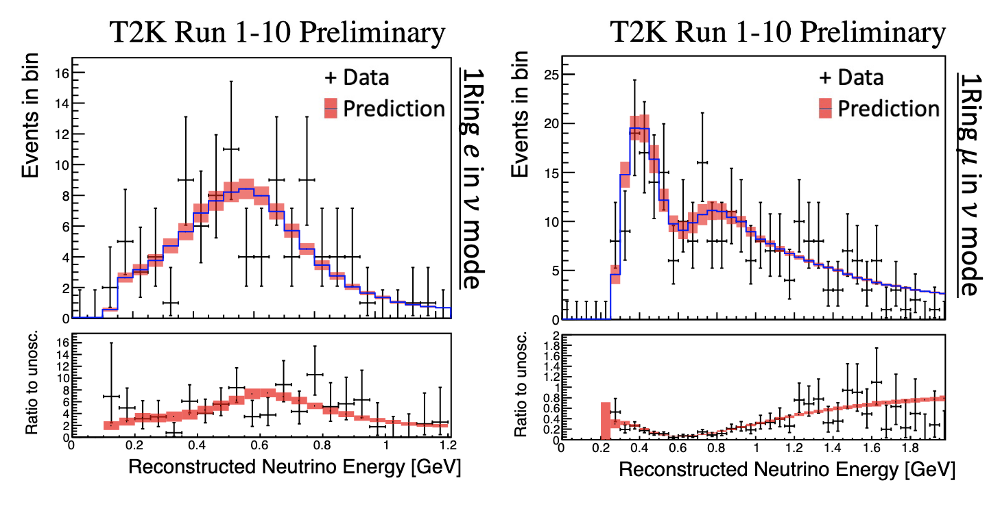 T2K Run 1-10 Preliminary
Events in bin
16
14
12
10
8
6
4
2
0
+ Data
Prediction
1Ring e in ν mode
Ratio to unosc.
16
14
12
10
8
6
4
2
0
0 0.2 0.4 0.6 0.8 1 1.2
Reconstructed Neutrino Energy [GeV]
T2K Run 1-10 Preliminary
Events in bin
25
20
15
10
5
0
+ Data
Prediction
1Ring μ in ν mode
Ratio to unosc.
2
1.8
1.6
1.4
1.2
1
0.8
0.6
0.4
0.2
0
0 0.2 0.4 0.6 0.8 1 1.2 1.4 1.6 1.8
Reconstructed Neutrino Energy [GeV]